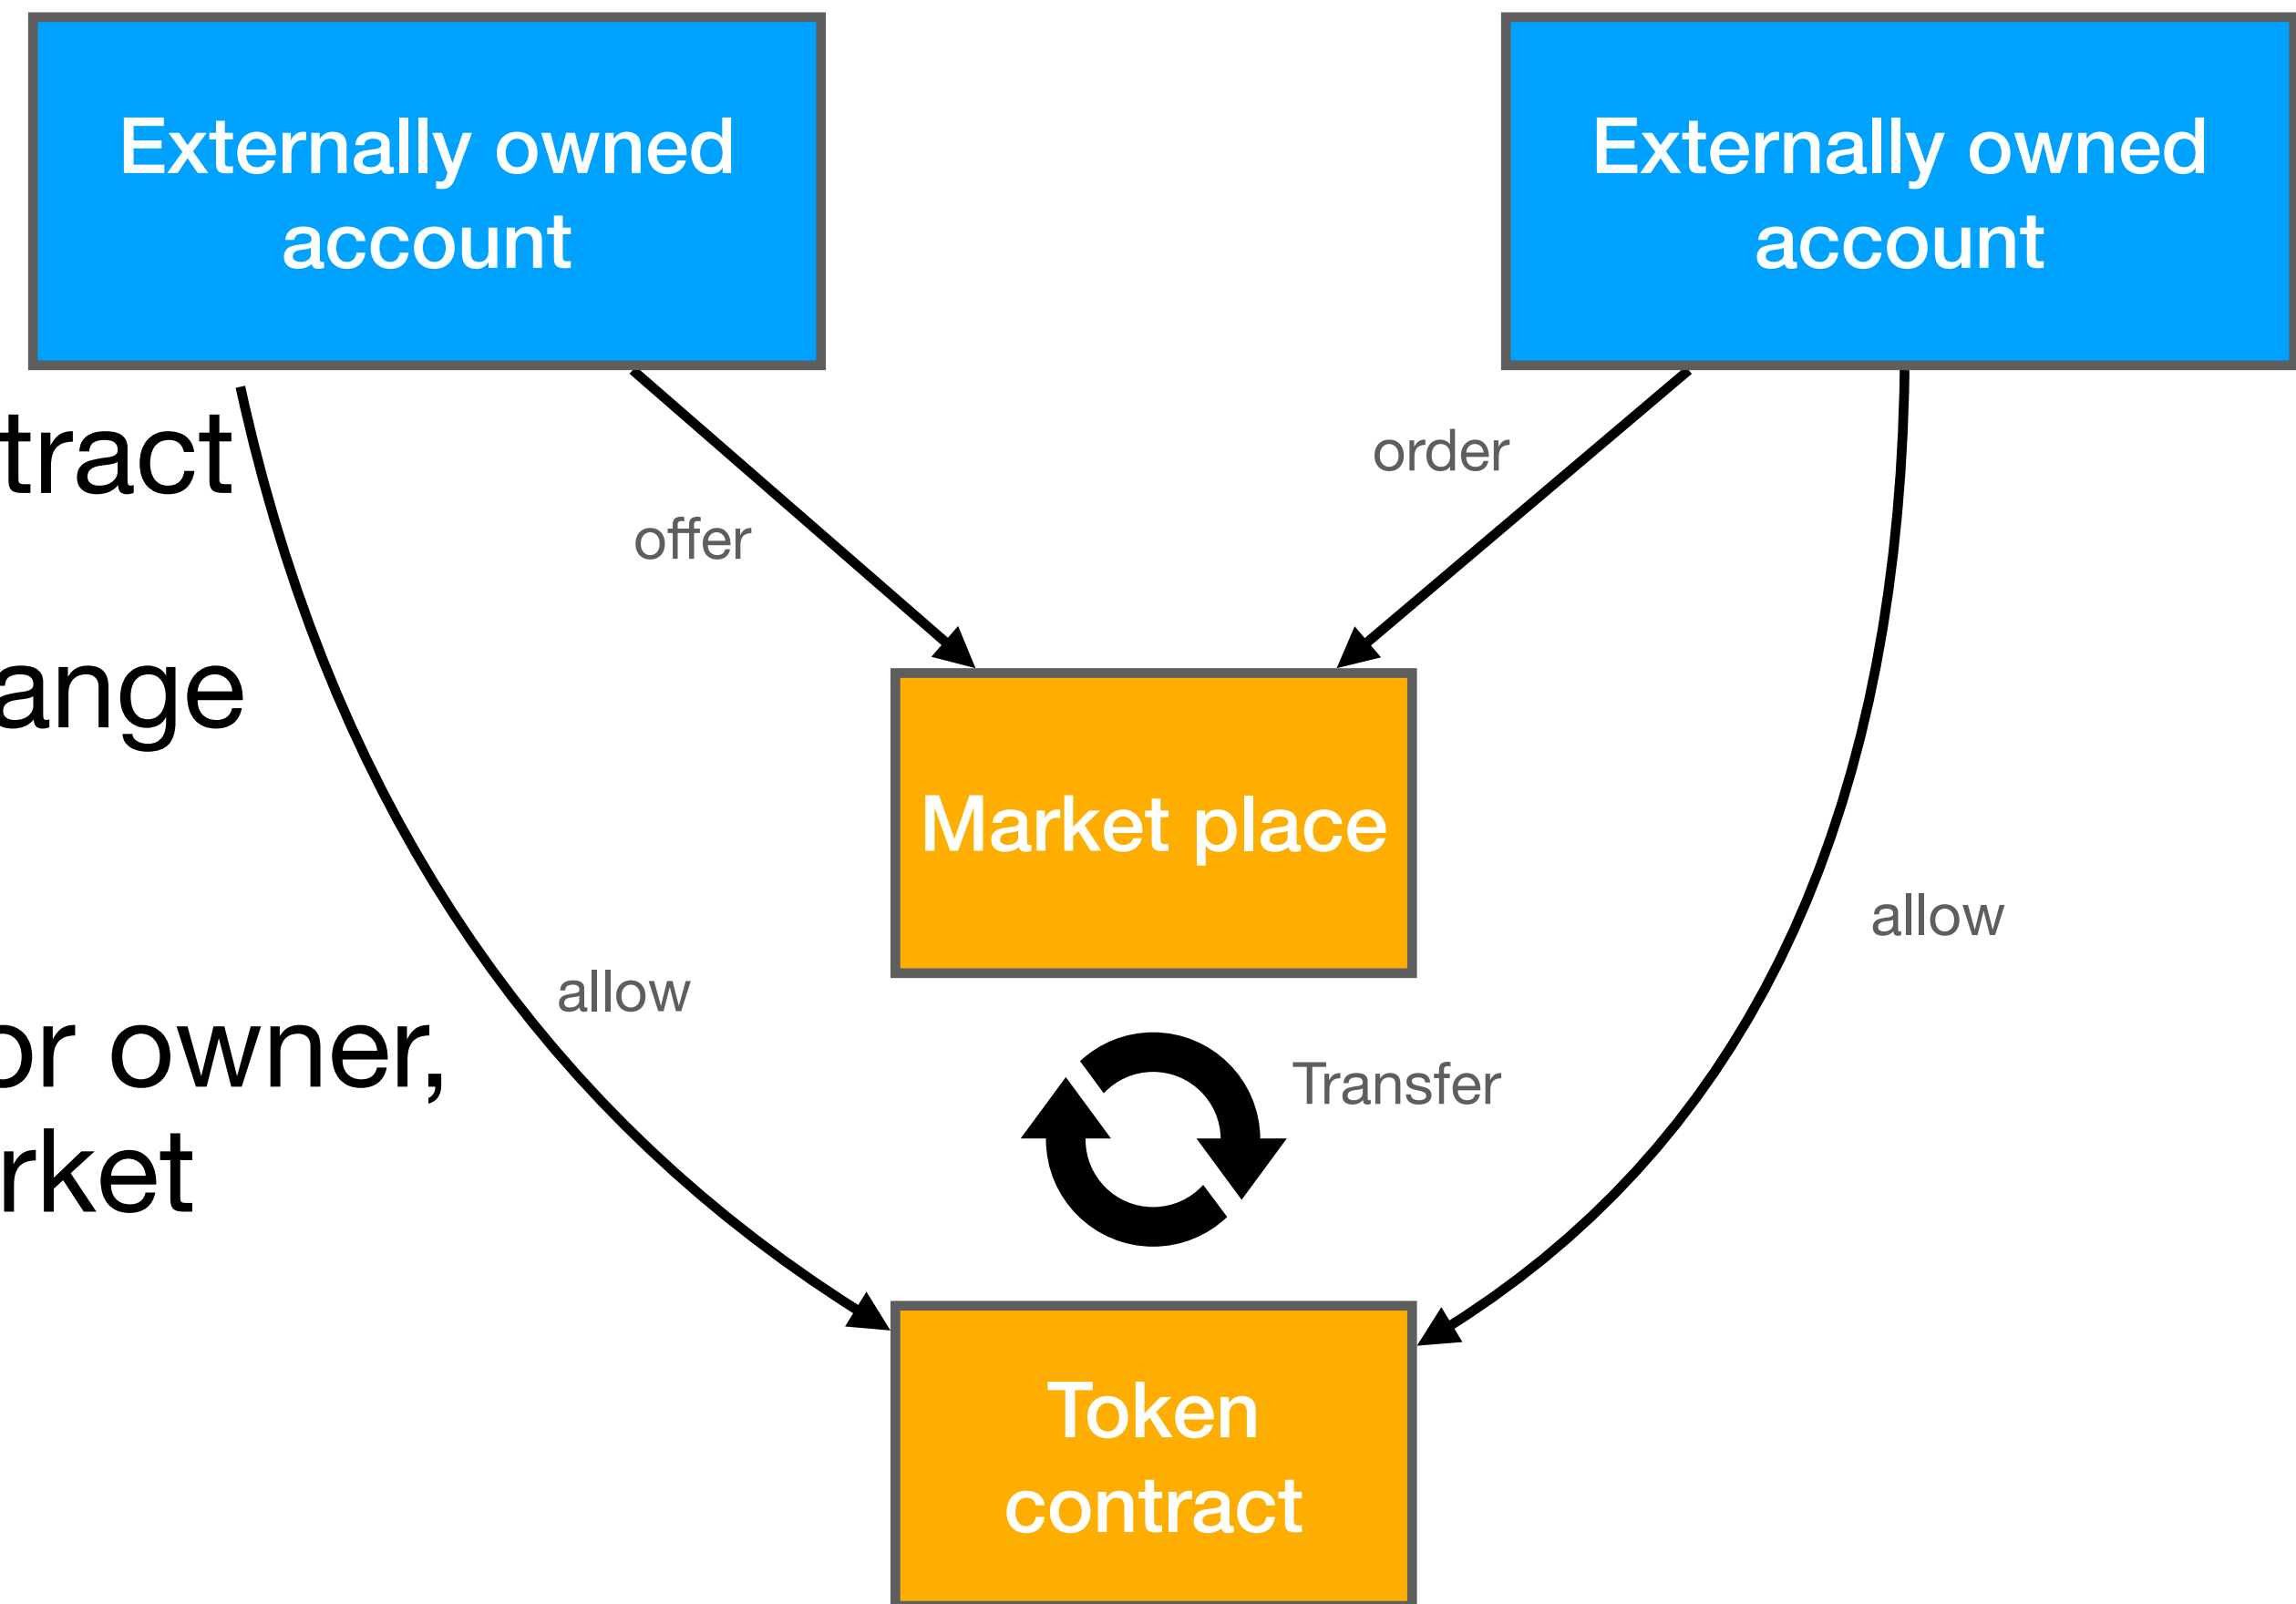 Externally owned
account
Externally owned
account
tract
order
offer
ange
Market place
allow
allow
or owner,
Transfer
rket
Token
contract